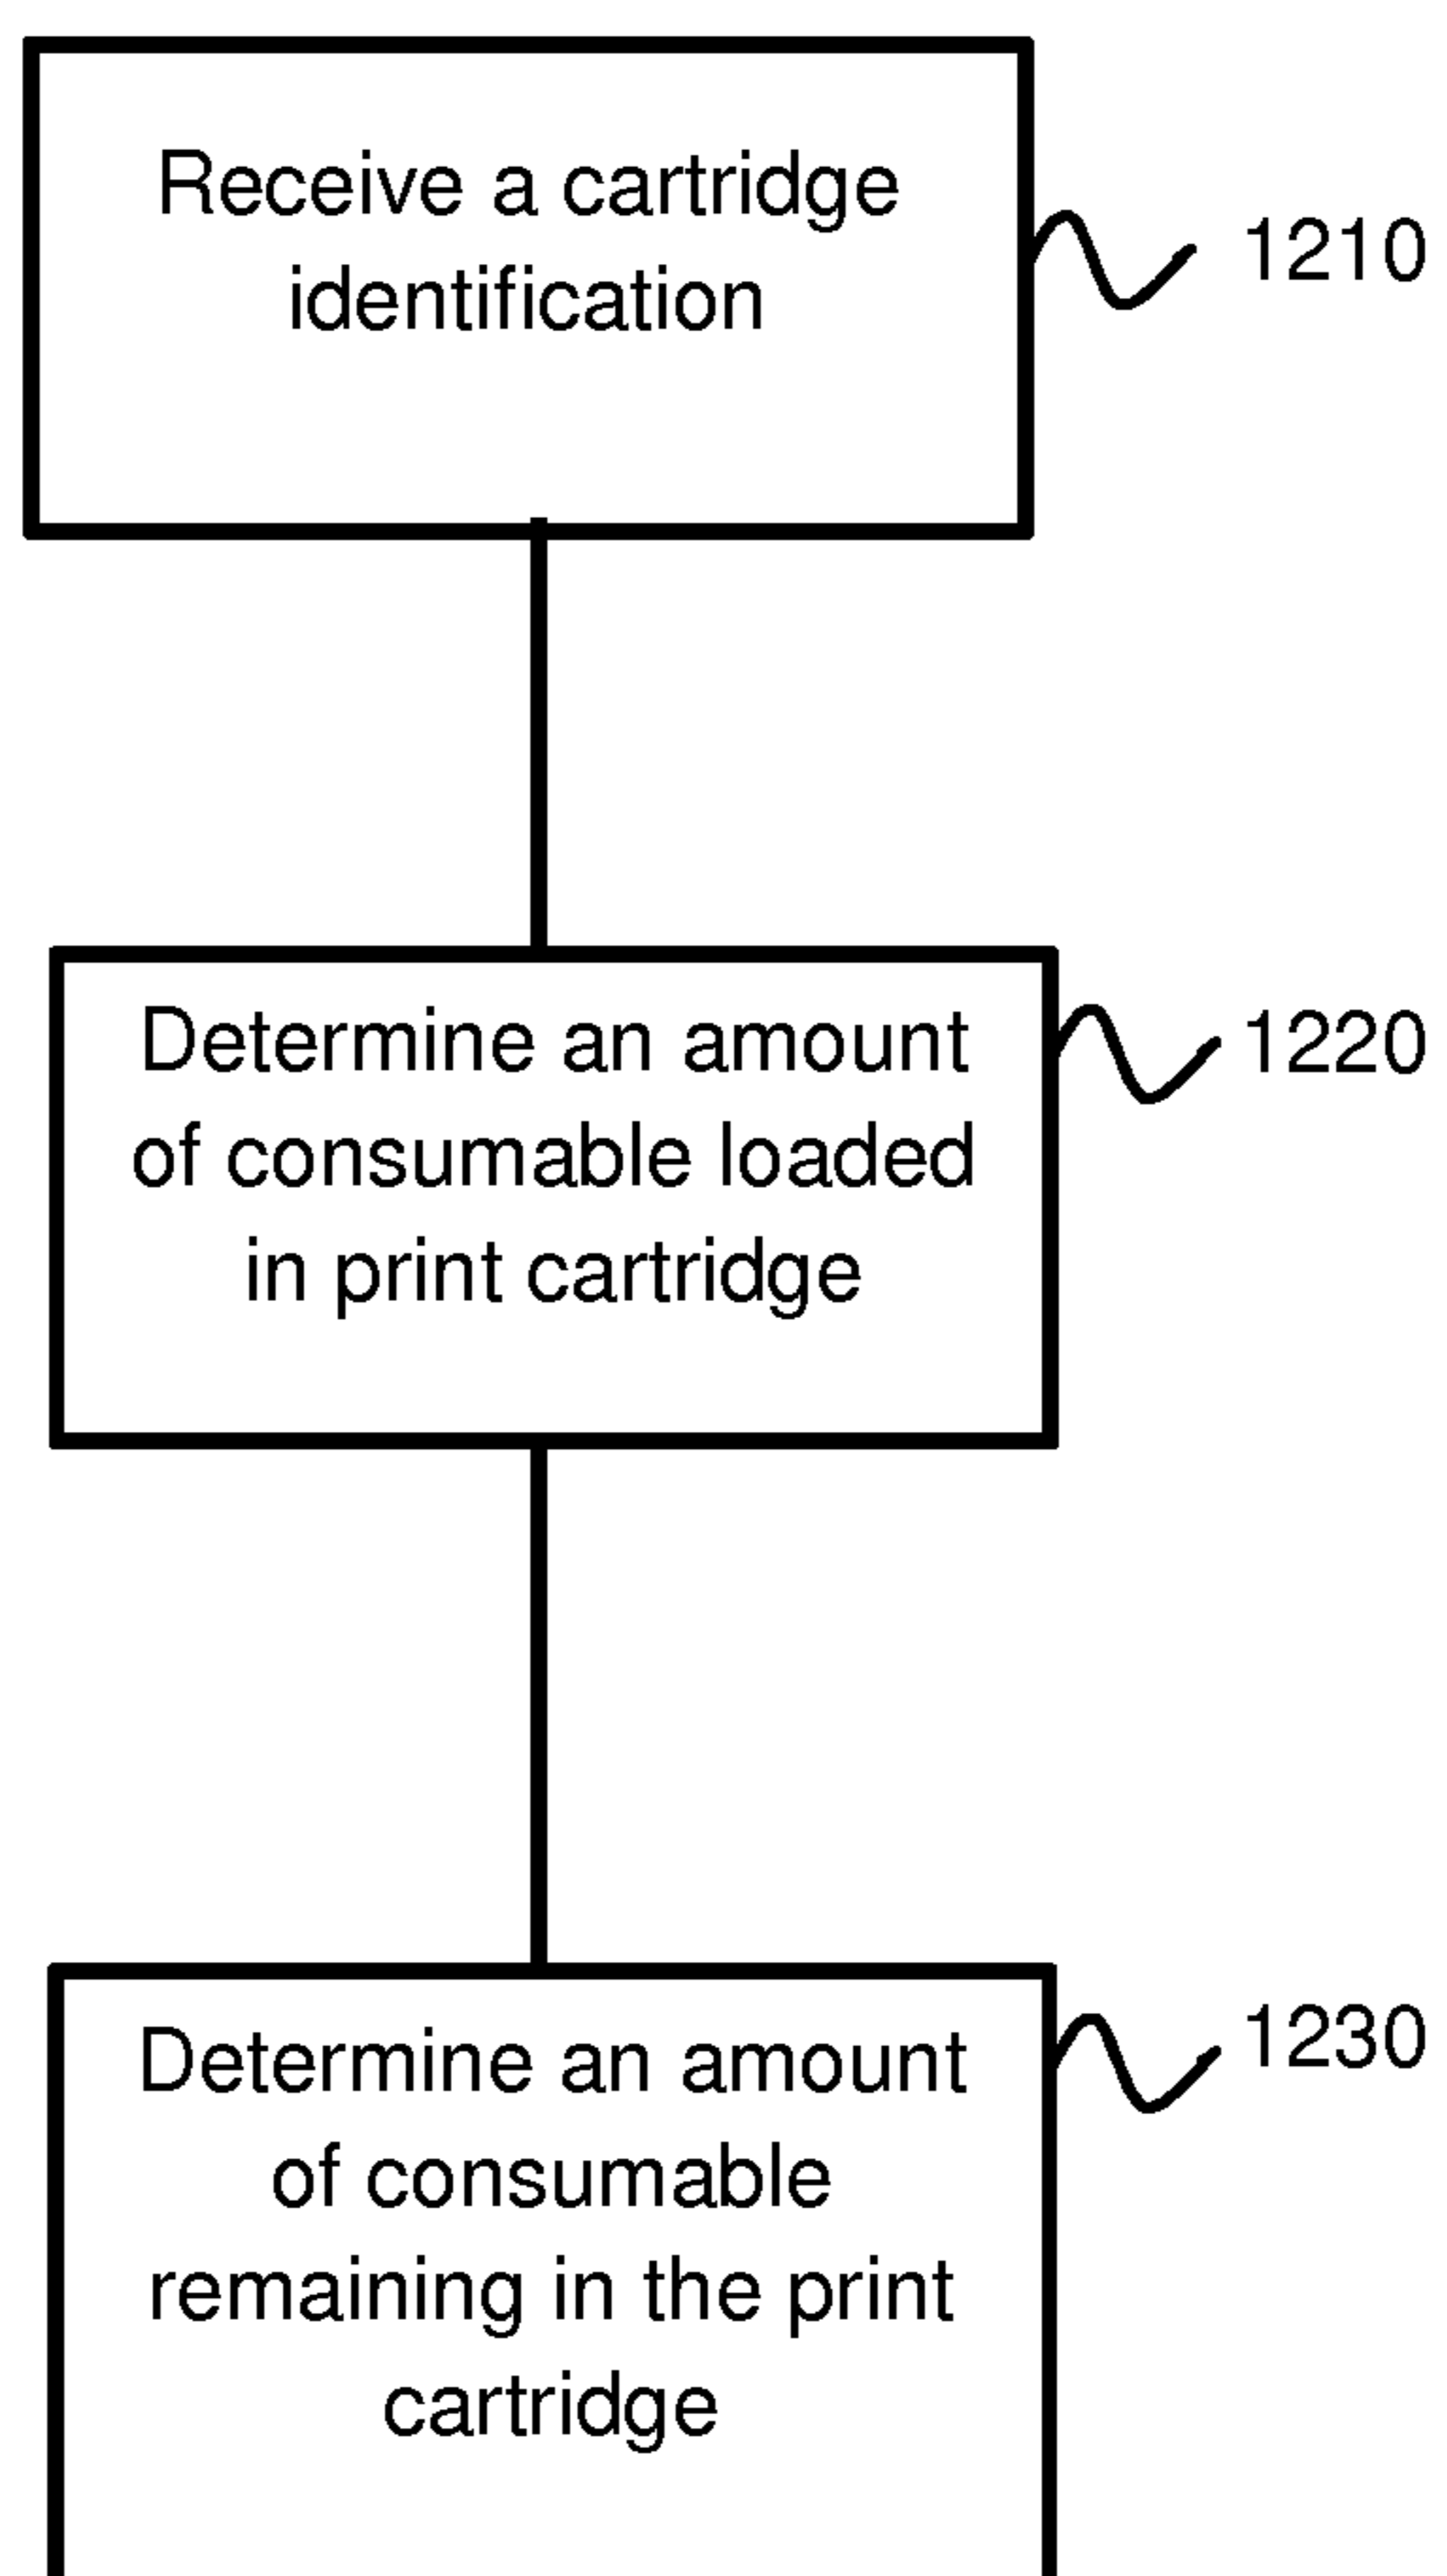 Receive a cartridge
identification
1210
Determine an amount
of consumable loaded
in print cartridge
1220
Determine an amount
of consumable
remaining in the print
cartridge
1230